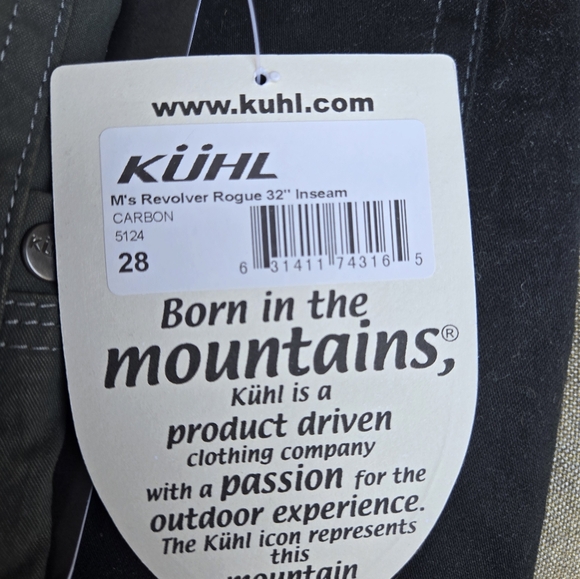 www.kuhl.com
KÜHL
M's Revolver Rogue 32" Inseam
CARBON
5124
28
6 31411 74316 5
Born in the
mountains,®
Kühl is a
product driven
clothing company
with a passion for the
outdoor experience.
The Kühl icon represents
this
mountain